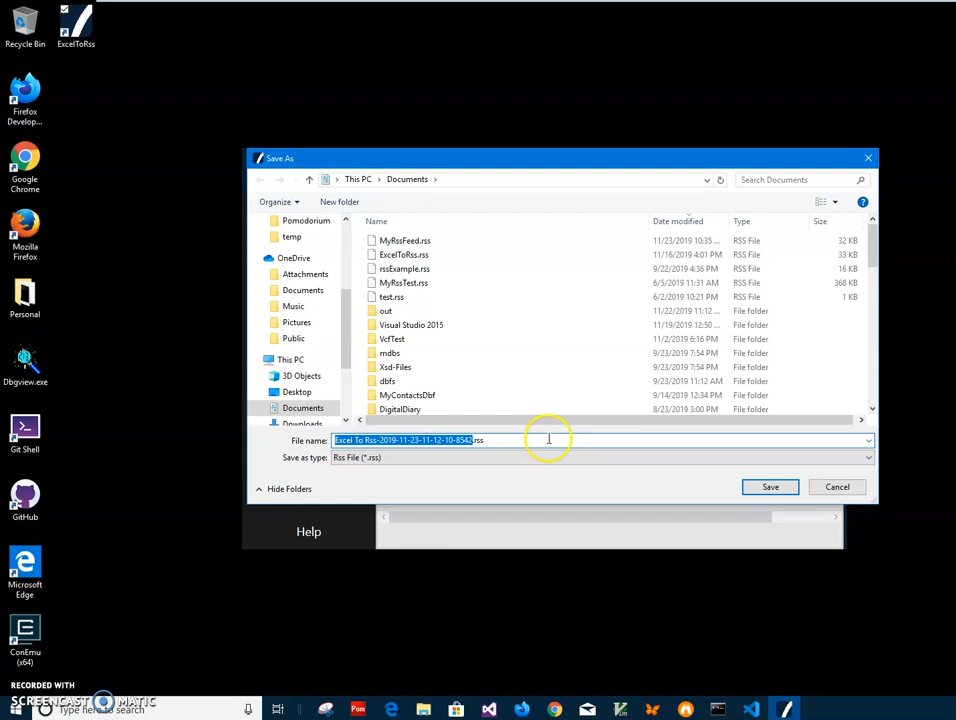 Recycle Bin
ExcelToRss
Firefox
Develop...
Google
Chrome
Mozilla
Firefox
Personal
Dbgview.exe
Git Shell
GitHub
Microsoft
Edge
ConEmu
(x64)
Save As
This PC > Documents >
Search Documents
Organize
New folder
Pomodorium
temp
OneDrive
Attachments
Documents
Music
Pictures
Public
This PC
3D Objects
Desktop
Documents
Downloads
Name Date modified Type Size
MyRssFeed.rss 11/23/2019 10:35 ... RSS File 32 KB
ExcelToRss.rss 11/16/2019 4:01 PM RSS File 33 KB
rssExample.rss 9/22/2019 4:36 PM RSS File 16 KB
MyRssTest.rss 6/5/2019 11:31 AM RSS File 368 KB
test.rss 6/2/2019 10:21 PM RSS File 1 KB
out 11/22/2019 11:12 ... File folder
Visual Studio 2015 11/19/2019 12:50 ... File folder
VcfTest 11/2/2019 6:16 PM File folder
mdbs 9/23/2019 7:54 PM File folder
Xsd-Files 9/23/2019 7:54 PM File folder
dbfs 9/23/2019 11:12 AM File folder
MyContactsDbf 9/14/2019 12:34 PM File folder
DigitalDiary 8/23/2019 3:00 PM File folder
File name: Excel To Rss-2019-11-23-11-12-10-8542.rss
Save as type: Rss File (*.rss)
Hide Folders
Save
Cancel
Help
RECORDED WITH
SCREENCAST MATIC
Type here to search
Pom